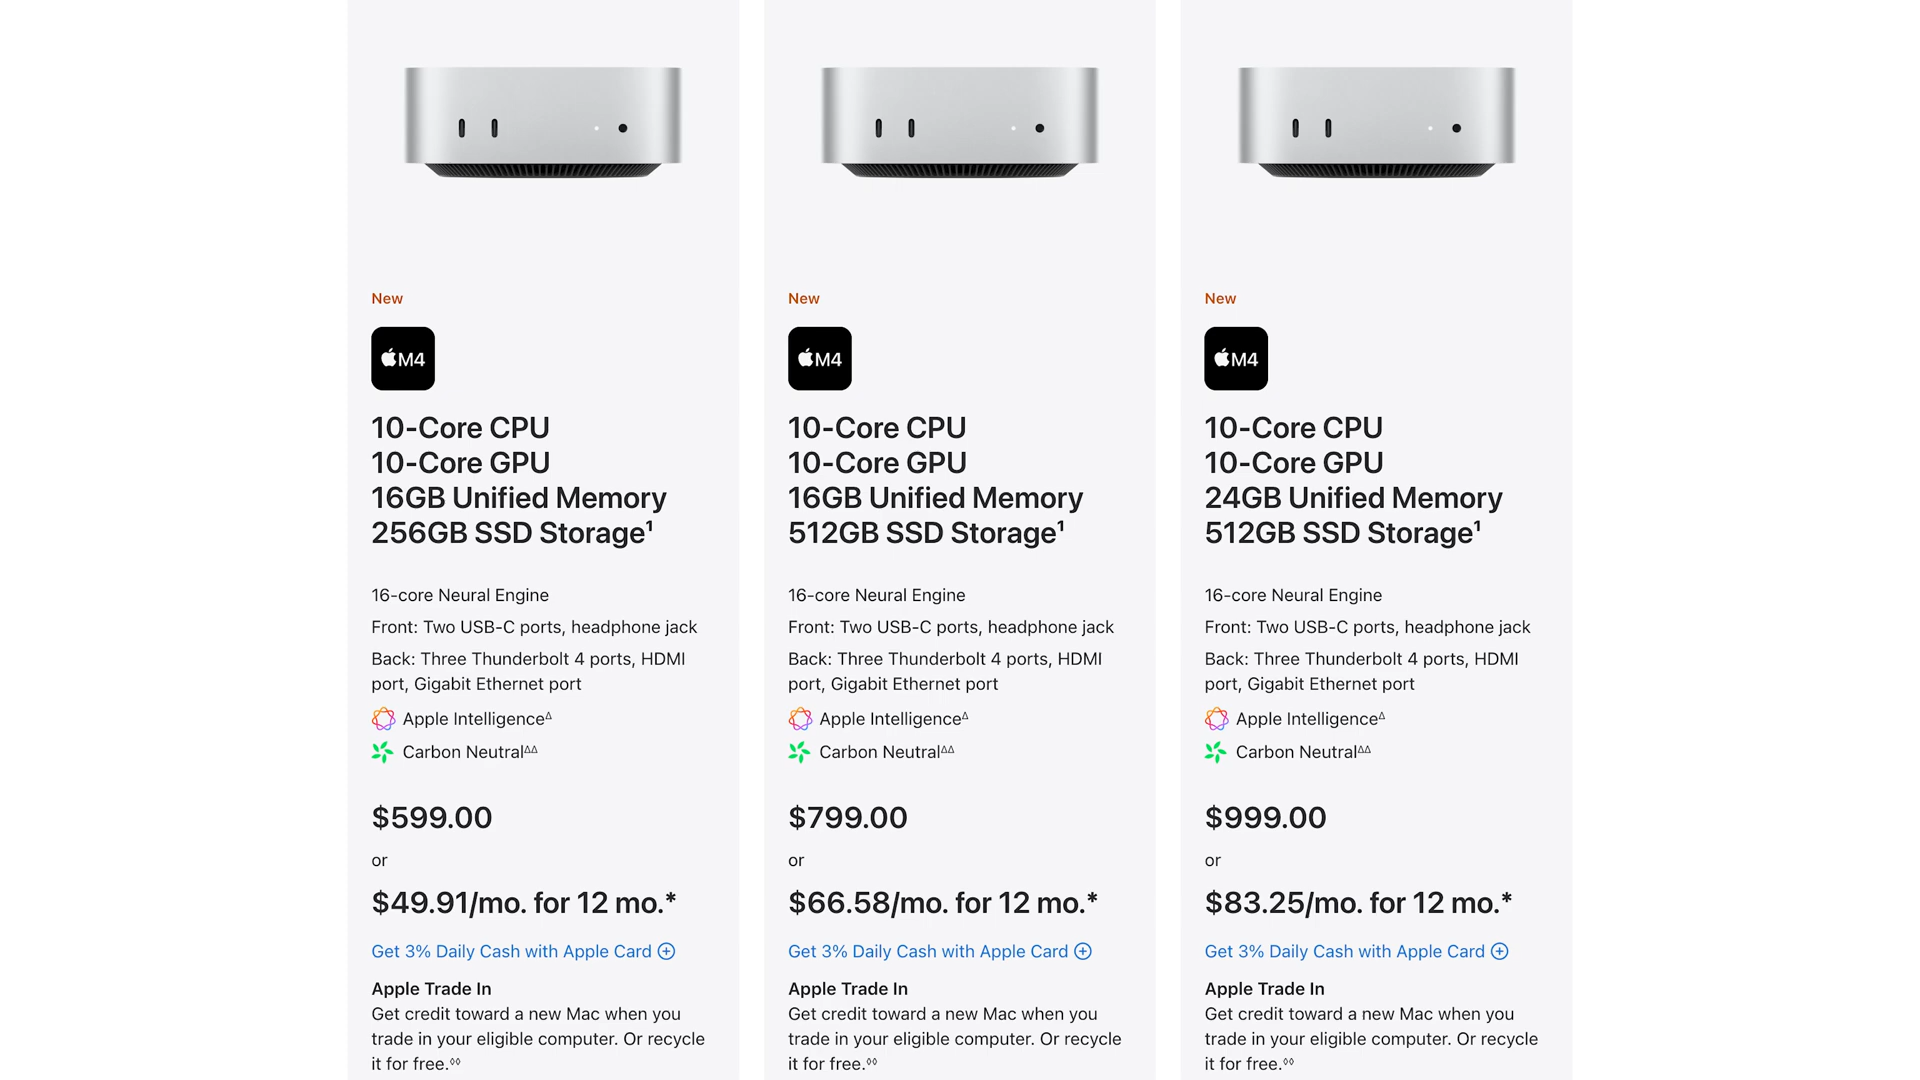 New
M4
10-Core CPU
10-Core GPU
16GB Unified Memory
256GB SSD Storage¹
16-core Neural Engine
Front: Two USB-C ports, headphone jack
Back: Three Thunderbolt 4 ports, HDMI
port, Gigabit Ethernet port
Apple Intelligence^Δ
Carbon Neutral^ΔΔ
$599.00
or
$49.91/mo. for 12 mo.*
Get 3% Daily Cash with Apple Card
Apple Trade In
Get credit toward a new Mac when you
trade in your eligible computer. Or recycle
it for free.◊◊
New
M4
10-Core CPU
10-Core GPU
16GB Unified Memory
512GB SSD Storage¹
16-core Neural Engine
Front: Two USB-C ports, headphone jack
Back: Three Thunderbolt 4 ports, HDMI
port, Gigabit Ethernet port
Apple Intelligence^Δ
Carbon Neutral^ΔΔ
$799.00
or
$66.58/mo. for 12 mo.*
Get 3% Daily Cash with Apple Card
Apple Trade In
Get credit toward a new Mac when you
trade in your eligible computer. Or recycle
it for free.◊◊
New
M4
10-Core CPU
10-Core GPU
24GB Unified Memory
512GB SSD Storage¹
16-core Neural Engine
Front: Two USB-C ports, headphone jack
Back: Three Thunderbolt 4 ports, HDMI
port, Gigabit Ethernet port
Apple Intelligence^Δ
Carbon Neutral^ΔΔ
$999.00
or
$83.25/mo. for 12 mo.*
Get 3% Daily Cash with Apple Card
Apple Trade In
Get credit toward a new Mac when you
trade in your eligible computer. Or recycle
it for free.◊◊